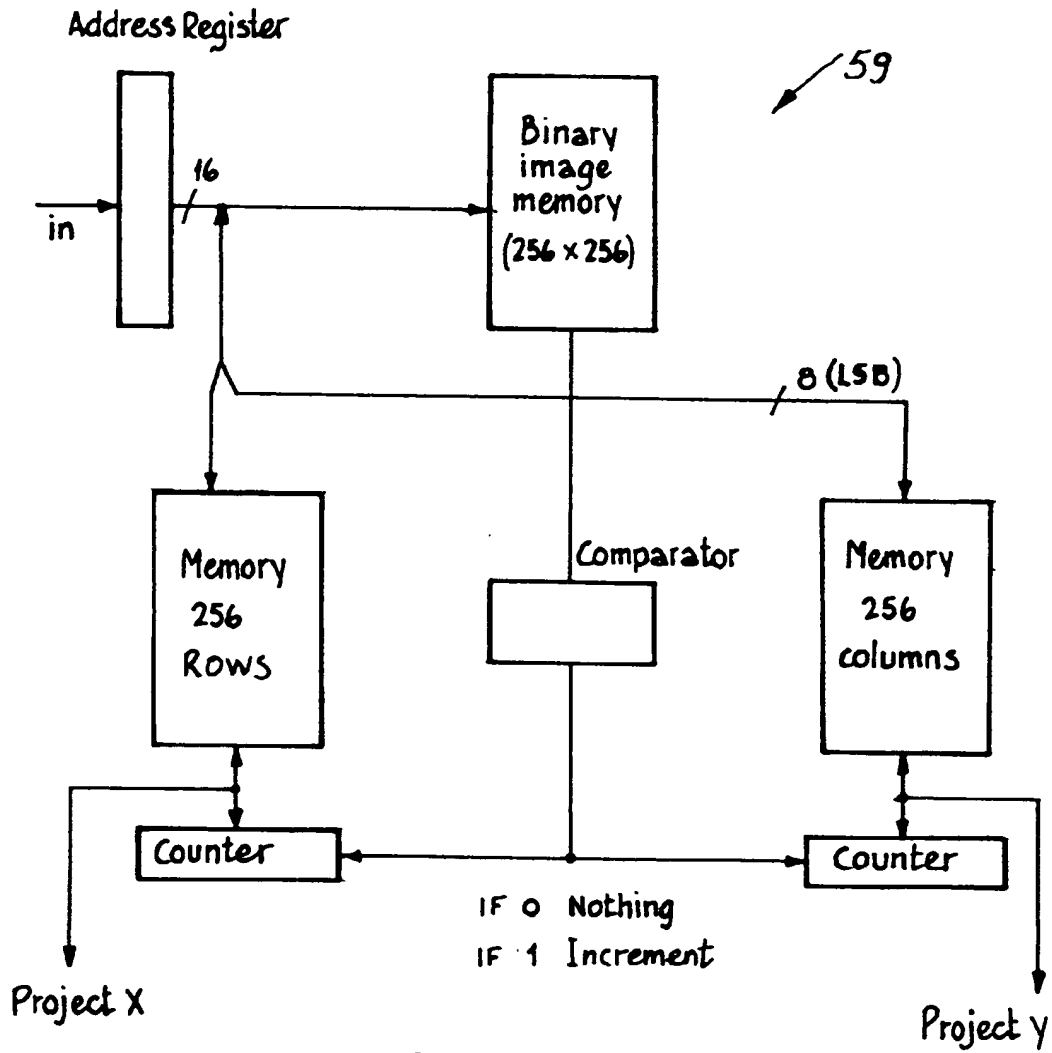 Address Register
59
Binary
image
memory
(256 x 256)
16
in
8 (LSB)
Memory
256
Rows
Comparator
Memory
256
columns
Counter
Counter
IF 0 Nothing
IF 1 Increment
Project X
Project Y